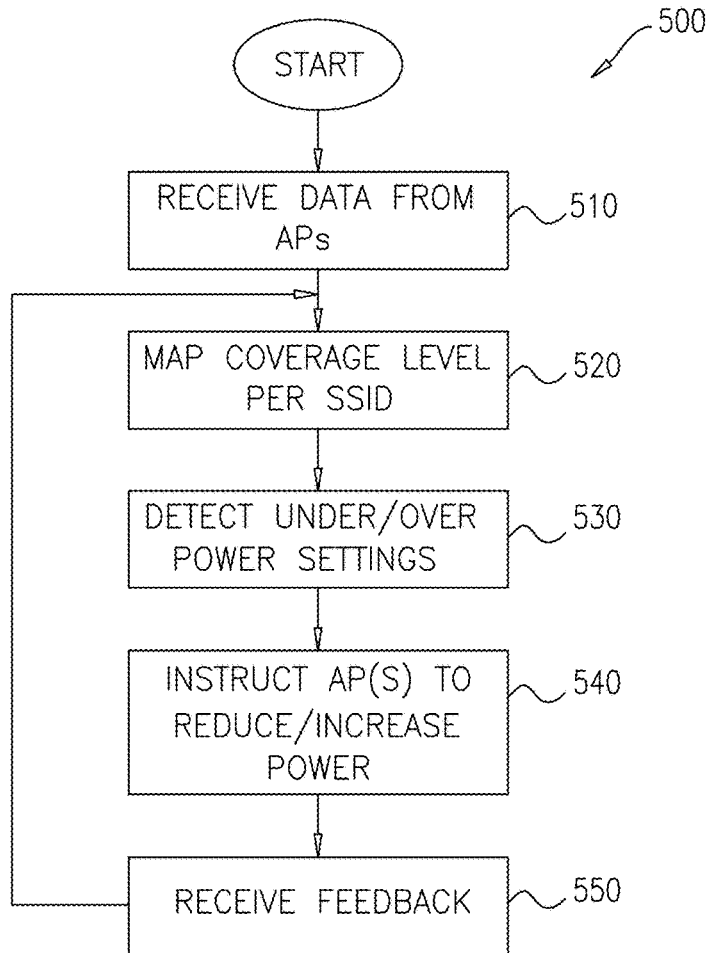 500
START
RECEIVE DATA FROM
APs
510
MAP COVERAGE LEVEL
PER SSID
520
DETECT UNDER/OVER
POWER SETTINGS
530
INSTRUCT AP(S) TO
REDUCE/INCREASE
POWER
540
RECEIVE FEEDBACK
550